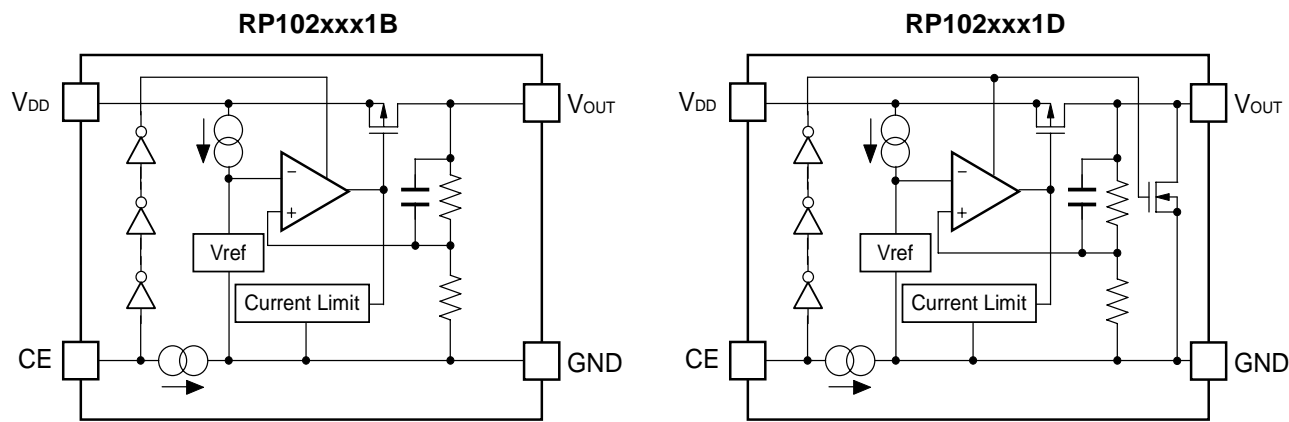 RP102xxx1B
VDD
VOUT
−
+
Vref
Current Limit
CE
GND
RP102xxx1D
VDD
VOUT
−
+
Vref
Current Limit
CE
GND